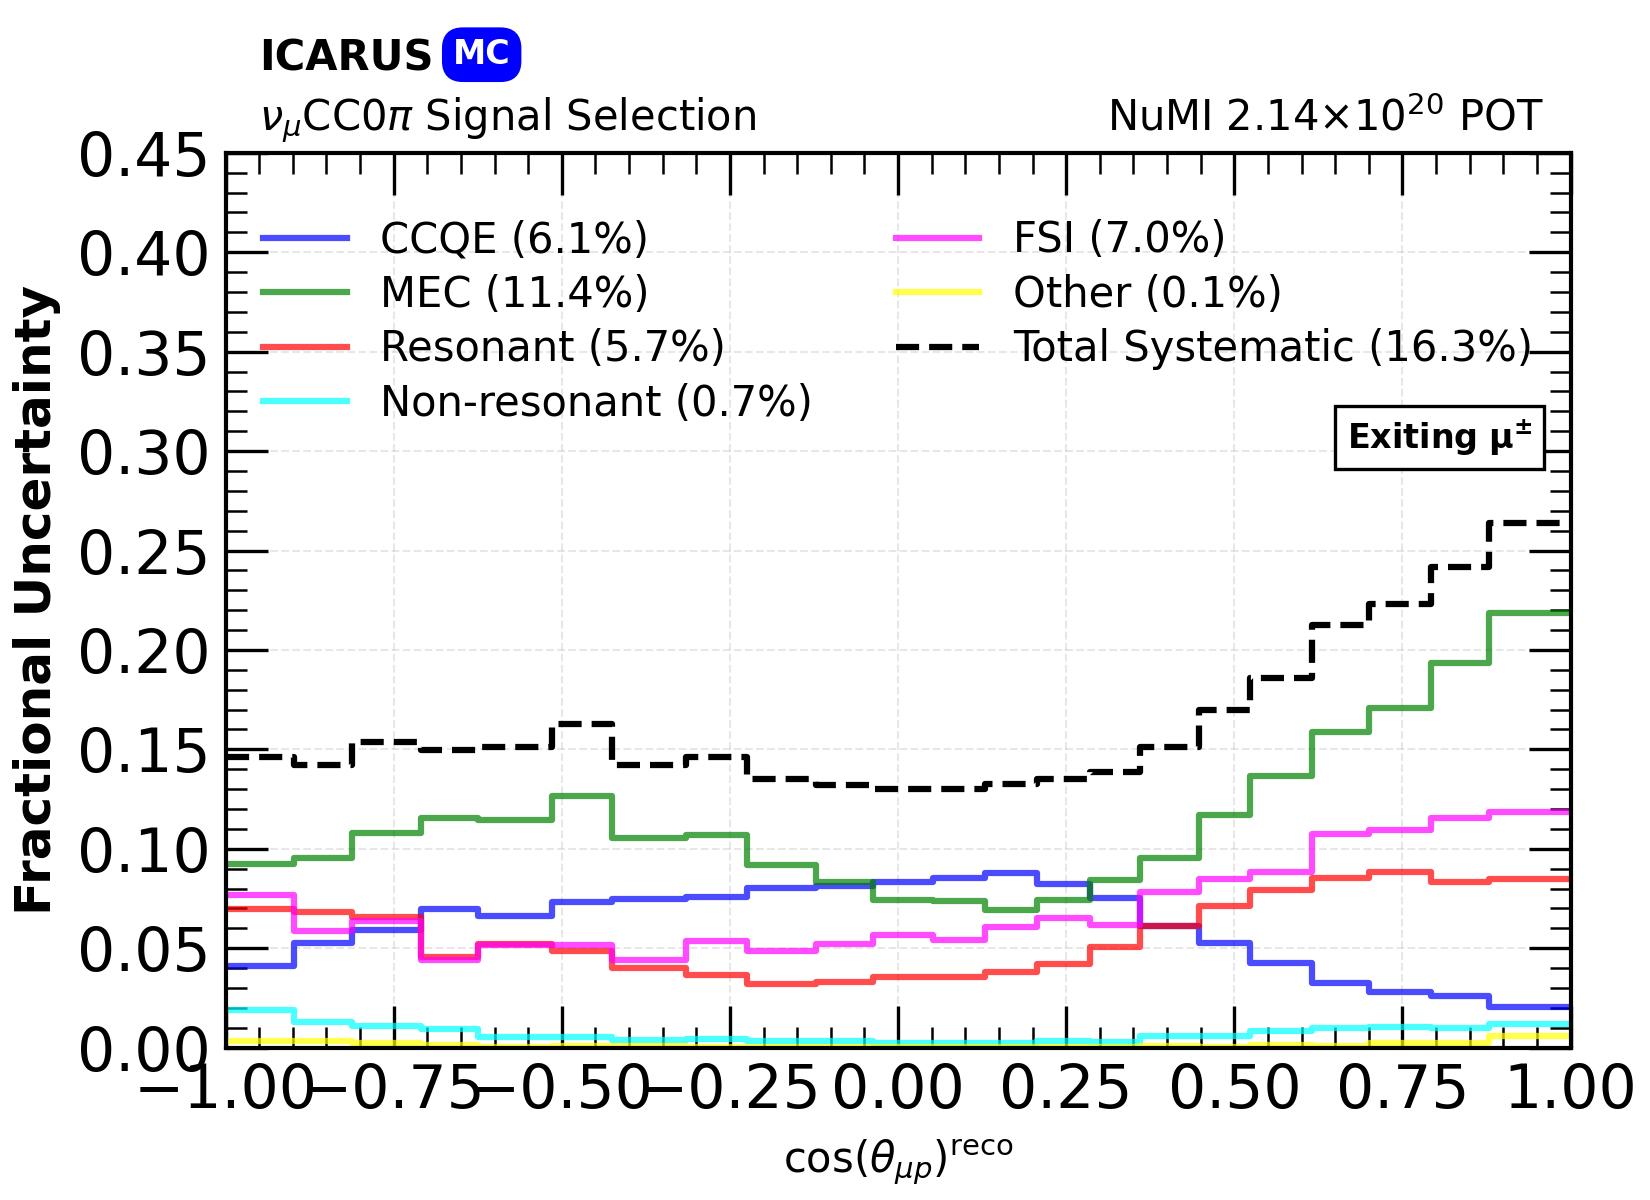 ICARUS MC
νμCC0π Signal Selection NuMI 2.14×10²⁰ POT
0.45
0.40
0.35
0.30
0.25
0.20
0.15
0.10
0.05
0.00
Fractional Uncertainty
CCQE (6.1%)
MEC (11.4%)
Resonant (5.7%)
Non-resonant (0.7%)
FSI (7.0%)
Other (0.1%)
Total Systematic (16.3%)
Exiting μ±
−1.00 −0.75 −0.50 −0.25 0.00 0.25 0.50 0.75 1.00
cos(θμp)reco